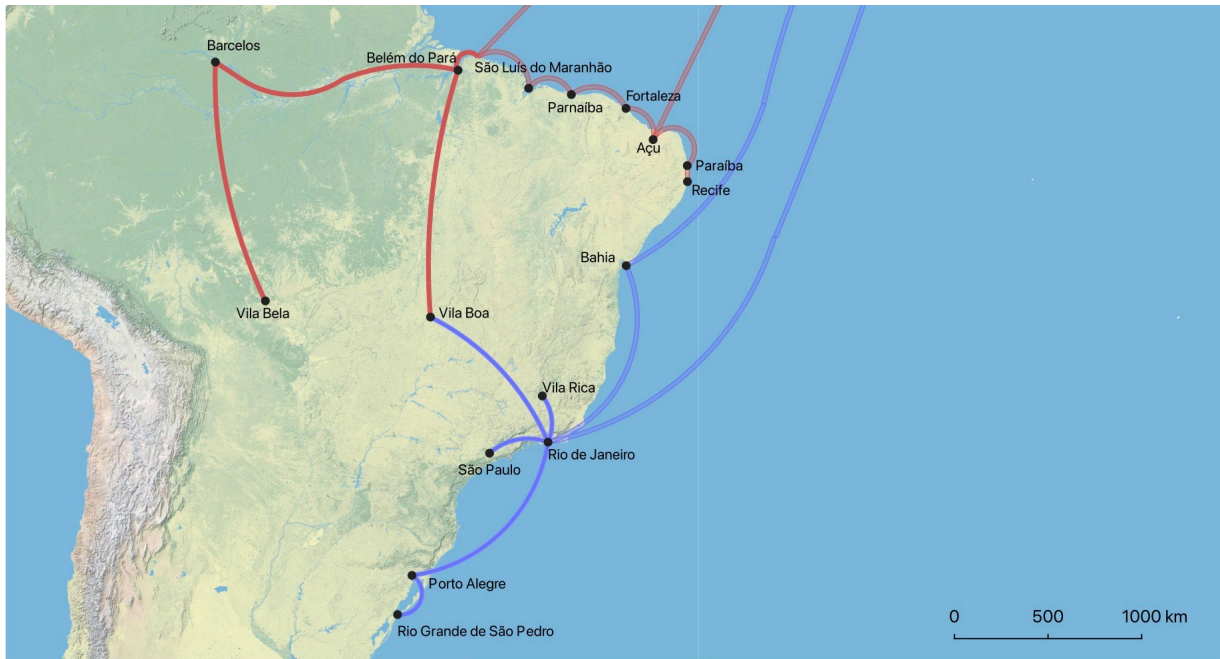 Barcelos
Belém do Pará
São Luís do Maranhão
Parnaíba
Fortaleza
Açu
Paraíba
Recife
Bahia
Vila Bela
Vila Boa
Vila Rica
Rio de Janeiro
São Paulo
Porto Alegre
Rio Grande de São Pedro
0 500 1000 km